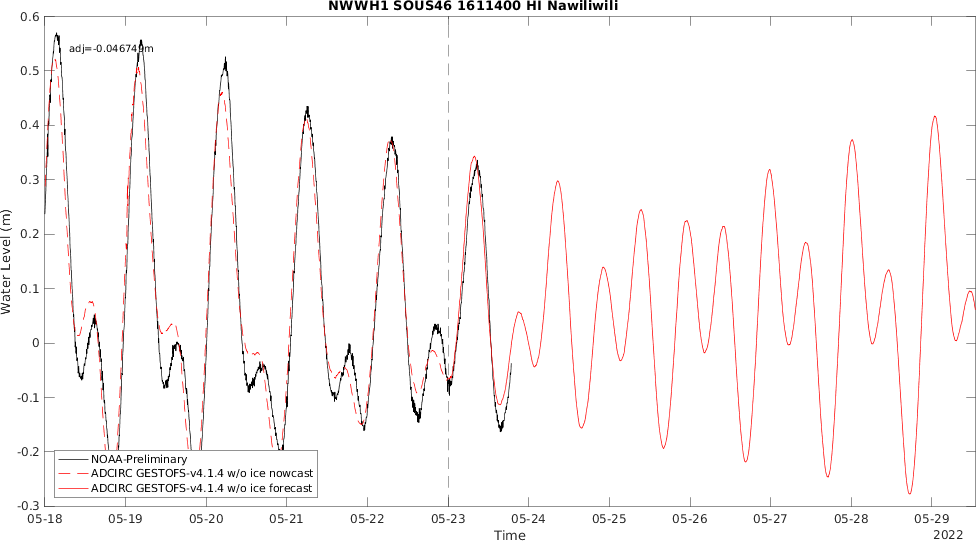 NWWH1 SOUS46 1611400 HI Nawiliwili
adj=-0.046749m
0.6
0.5
0.4
0.3
0.2
0.1
0
-0.1
-0.2
-0.3
Water Level (m)
NOAA-Preliminary
ADCIRC GESTOFS-v4.1.4 w/o ice nowcast
ADCIRC GESTOFS-v4.1.4 w/o ice forecast
05-18 05-19 05-20 05-21 05-22 05-23 05-24 05-25 05-26 05-27 05-28 05-29
Time
2022